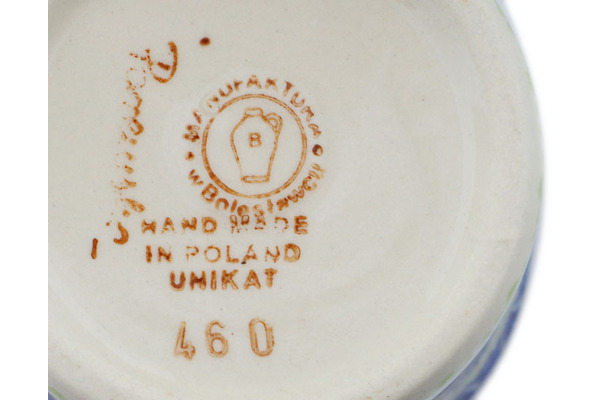 • MANUFAKTURA •
w Bolesławcu
B
HAND MADE
IN POLAND
UNIKAT
460